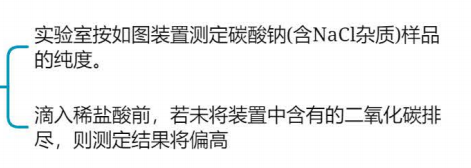 实验室按如图装置测定碳酸钠(含NaCl杂质)样品
的纯度。
滴入稀盐酸前，若未将装置中含有的二氧化碳排
尽，则测定结果将偏高